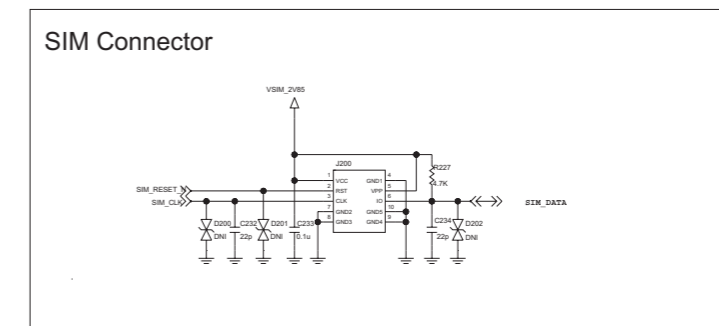 SIM Connector
VSIM_2V85
J200
R227
4.7K
1 VCC GND1 4
2 RST VPP 5
3 CLK IO 6
7 GND2 GND5 10
8 GND3 GND4 9
SIM_RESET_N
SIM_CLK
SIM_DATA
D200 C232 D201 C233 C234 D202
DNI 22p DNI 0.1u 22p DNI